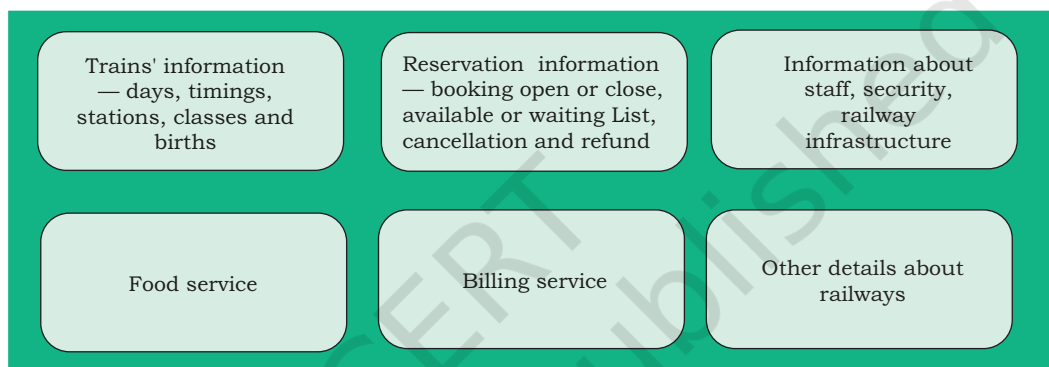 Trains' information
— days, timings,
stations, classes and
births
Reservation information
— booking open or close,
available or waiting List,
cancellation and refund
Information about
staff, security,
railway
infrastructure
Food service
Billing service
Other details about
railways